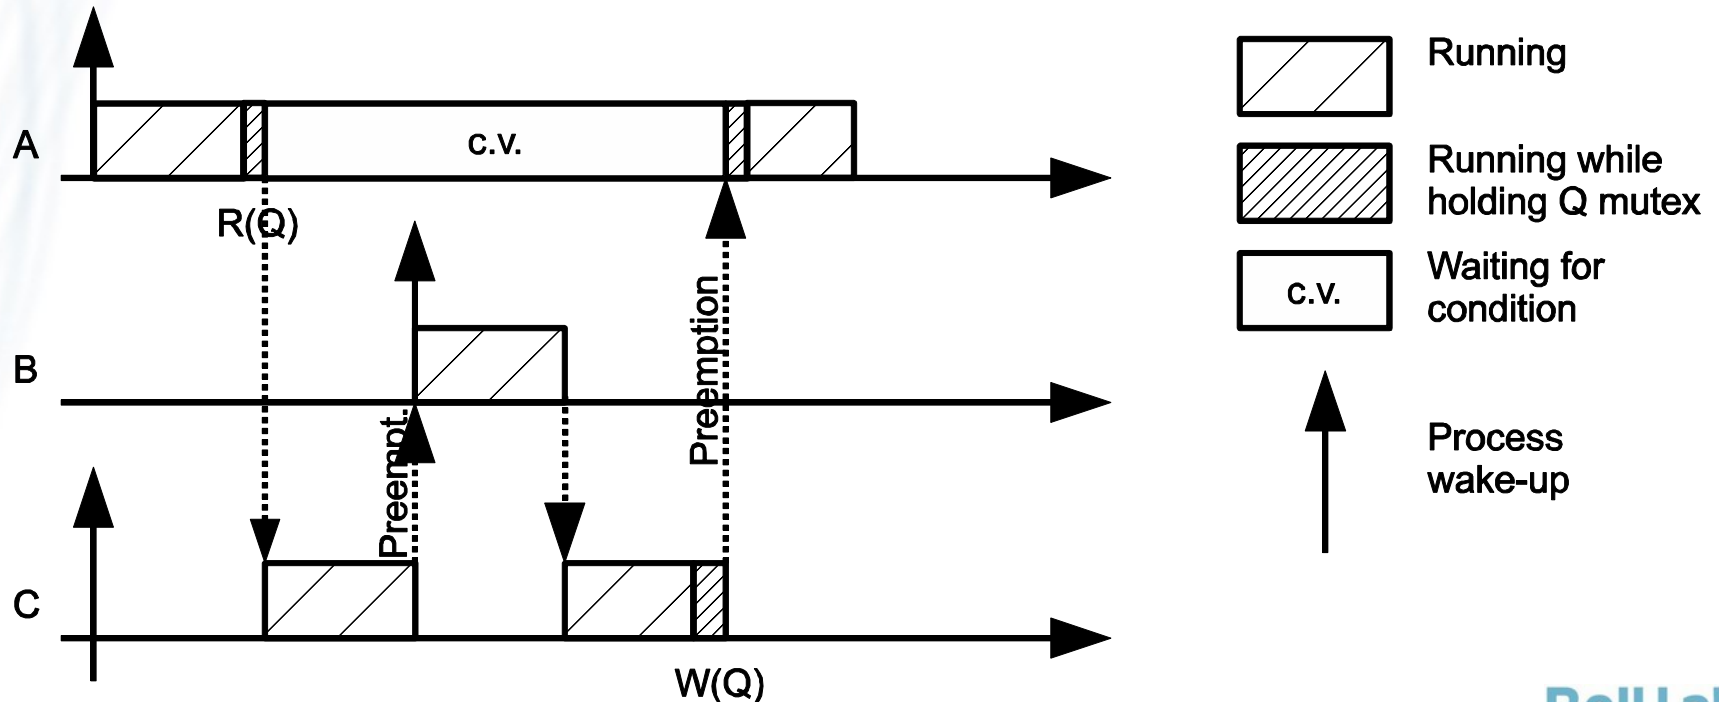 A
c.v.
R(Q)
Preemption
B
Preempt.
C
W(Q)
Running
Running while
holding Q mutex
Waiting for
condition
c.v.
Process
wake-up